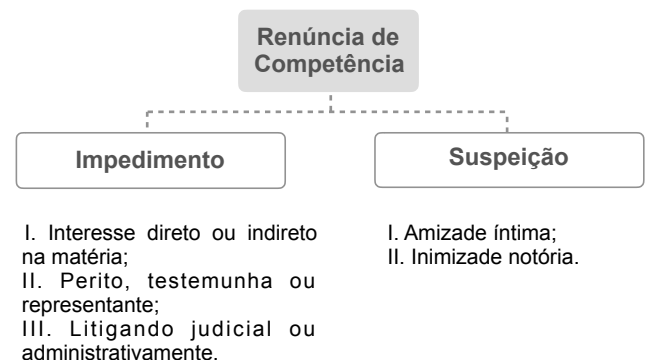 Renúncia de
Competência
Impedimento
Suspeição
I. Interesse direto ou indireto
na matéria;
II. Perito, testemunha ou
representante;
III. Litigando judicial ou
administrativamente.
I. Amizade íntima;
II. Inimizade notória.